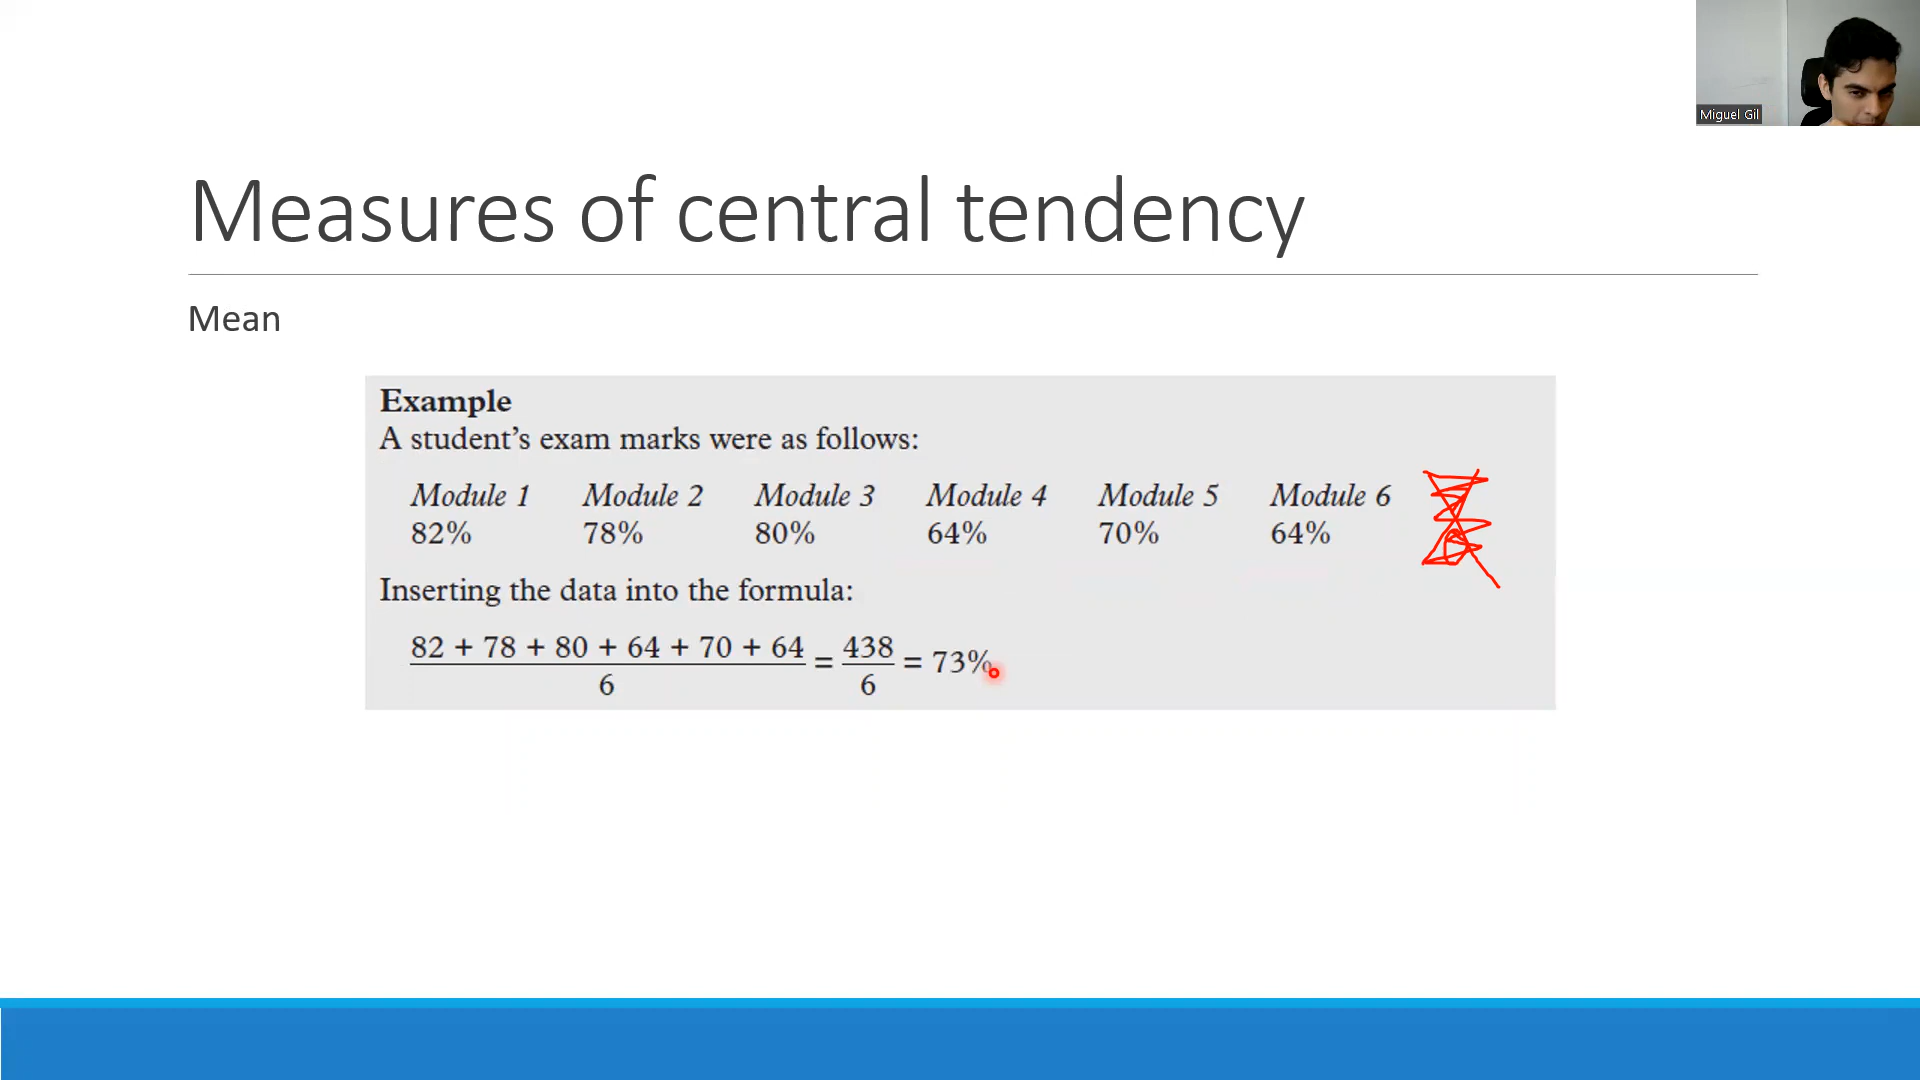 Miguel Gil
Measures of central tendency
Mean
Example
A student's exam marks were as follows:
Module 1 Module 2 Module 3 Module 4 Module 5 Module 6
82% 78% 80% 64% 70% 64%
Inserting the data into the formula:
82 + 78 + 80 + 64 + 70 + 64 / 6 = 438 / 6 = 73%